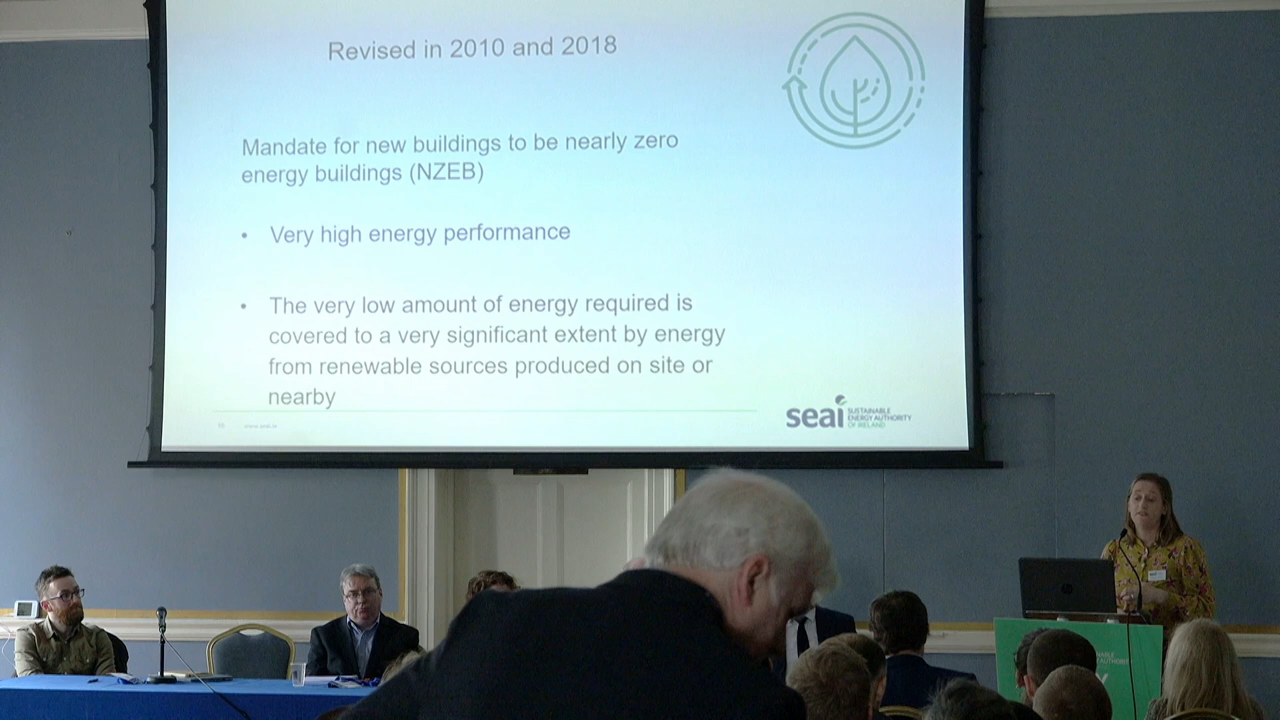 Revised in 2010 and 2018
Mandate for new buildings to be nearly zero
energy buildings (NZEB)
• Very high energy performance
• The very low amount of energy required is
covered to a very significant extent by energy
from renewable sources produced on site or
nearby
seai
SUSTAINABLE
ENERGY AUTHORITY
OF IRELAND